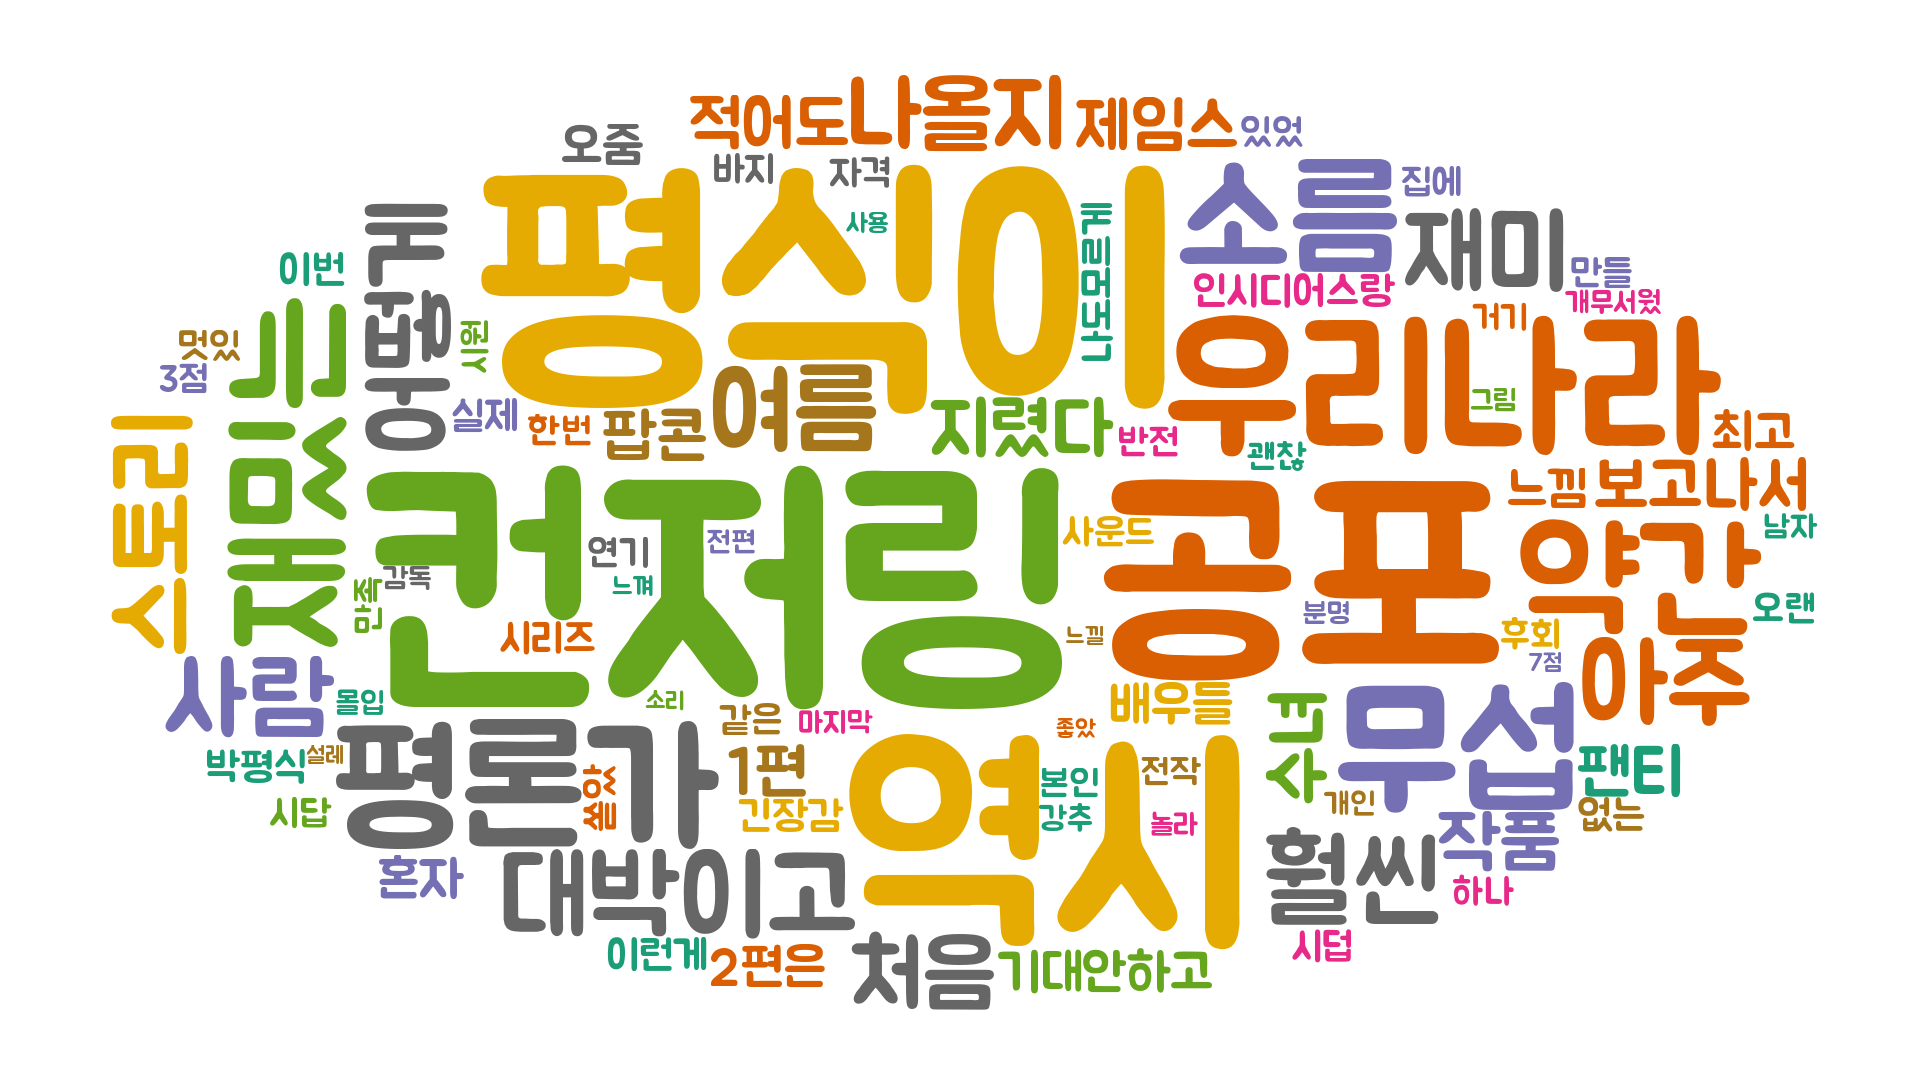 적어도
나올지
제임스
있었
오줌
바지
자격
평식이
사용
소름
집에
재미
만들
이번
인시디어스랑
개무서웠
거기
우리나라
멋있
3점
재밌는
시원
실제
한번
팝콘
여름
지렸다
반전
괜찮
그림
최고
스토리
컨저링
공포
느낌
보고나서
약간
남자
사운드
전편
연기
느껴
감독
만족
분명
오랜
시리즈
느낄
후회
7점
아주
사람
몰입
소리
같은
마지막
배우들
좋았
소녀
무섭
박평식
설레
평론가
1편
역시
본인
전작
팬티
시답
긴장감
강추
놀라
개인
작품
없는
혼자
대박이고
훨씬
하나
이런게
2편은
처음
기대안하고
시덥